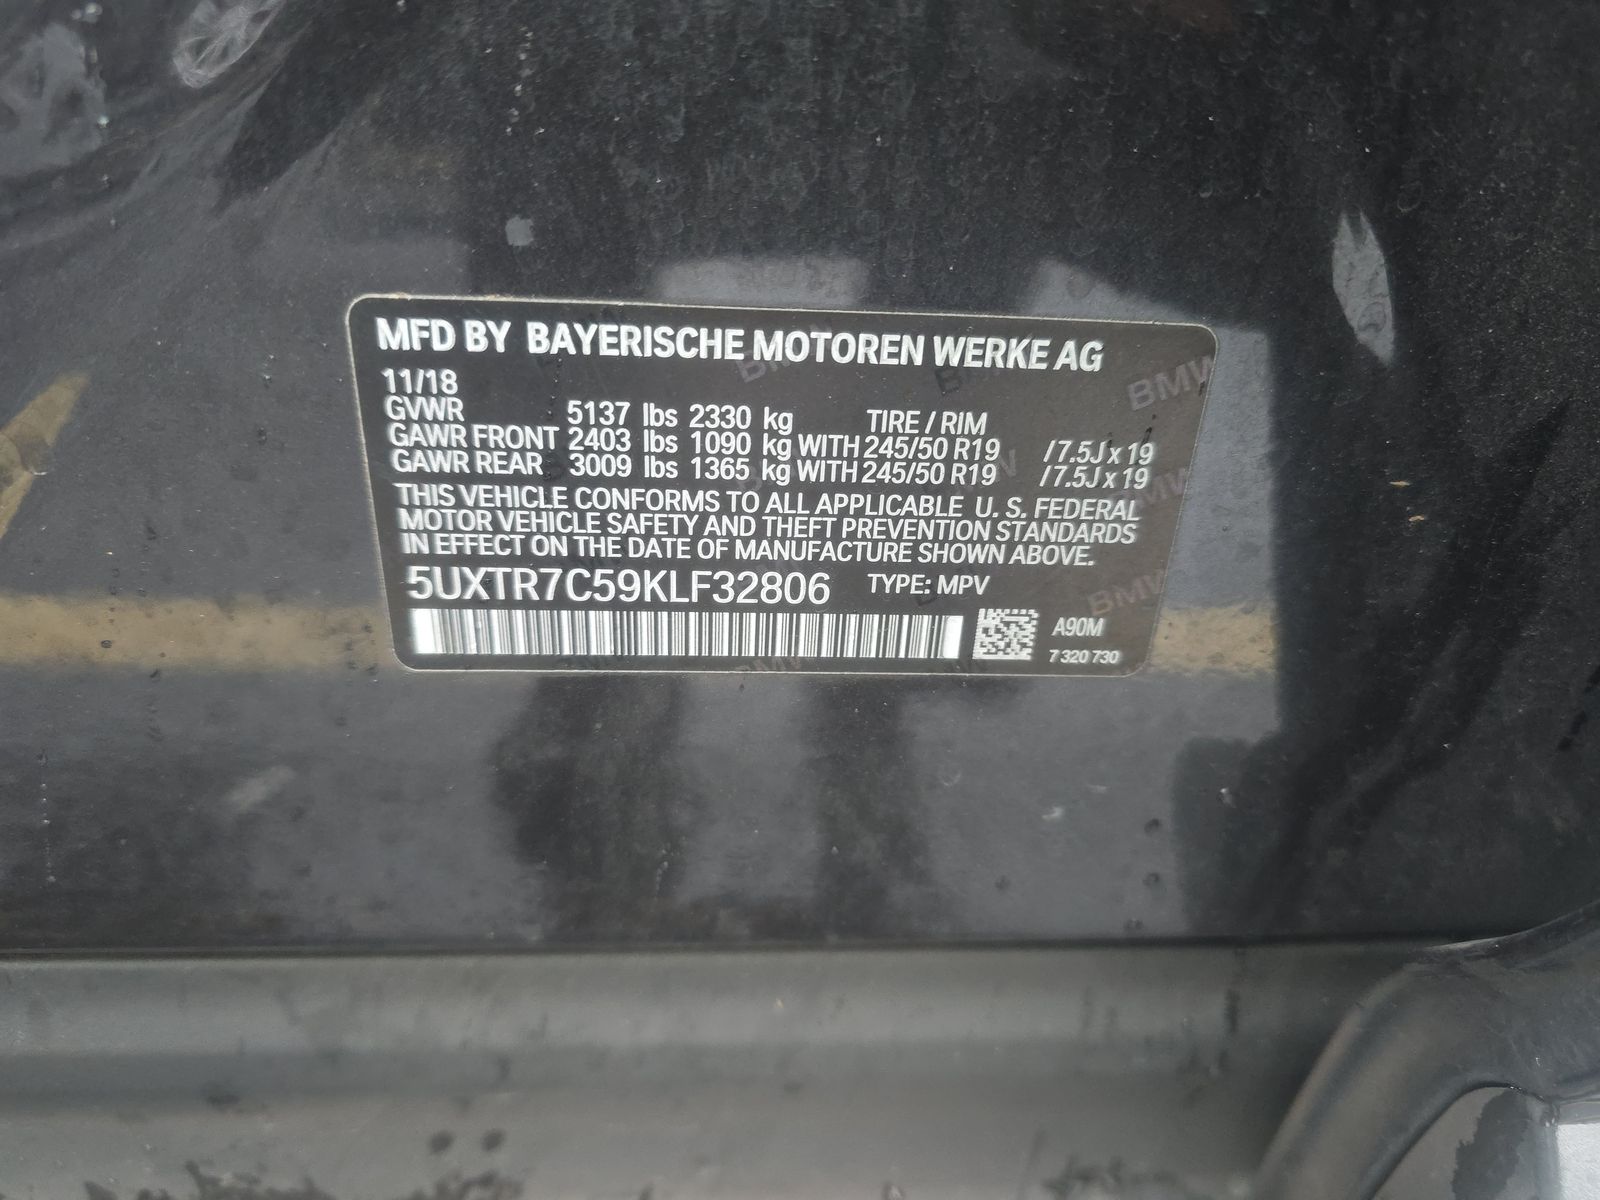 MFD BY BAYERISCHE MOTOREN WERKE AG
11/18
GVWR 5137 lbs 2330 kg TIRE / RIM
GAWR FRONT 2403 lbs 1090 kg WITH 245/50 R19 / 7.5J x 19
GAWR REAR 3009 lbs 1365 kg WITH 245/50 R19 / 7.5J x 19
THIS VEHICLE CONFORMS TO ALL APPLICABLE U. S. FEDERAL
MOTOR VEHICLE SAFETY AND THEFT PREVENTION STANDARDS
IN EFFECT ON THE DATE OF MANUFACTURE SHOWN ABOVE.
5UXTR7C59KLF32806 TYPE: MPV
A90M
7 320 730